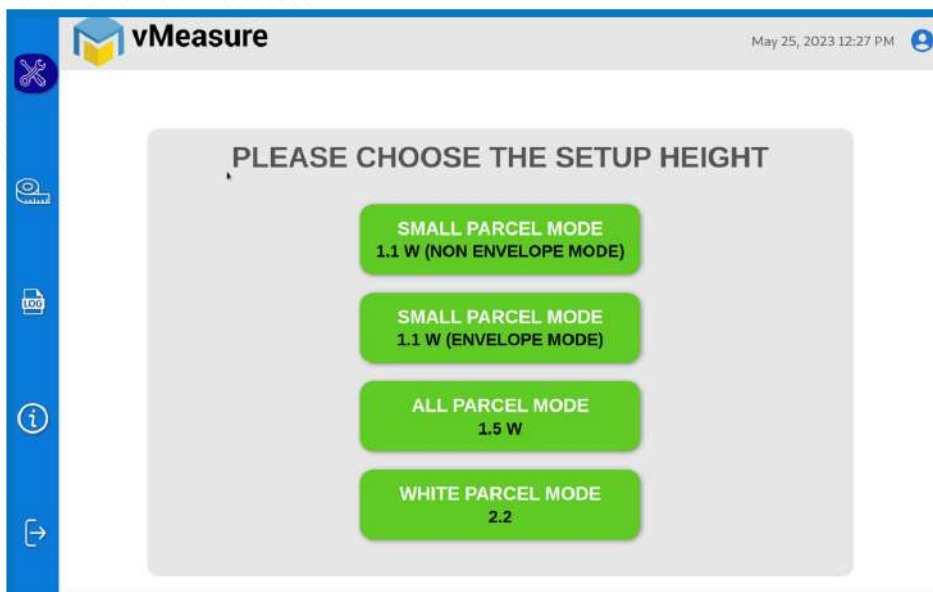 vMeasure
May 25, 2023 12:27 PM
PLEASE CHOOSE THE SETUP HEIGHT
SMALL PARCEL MODE
1.1 W (NON ENVELOPE MODE)
SMALL PARCEL MODE
1.1 W (ENVELOPE MODE)
LOG
ALL PARCEL MODE
1.5 W
WHITE PARCEL MODE
2.2